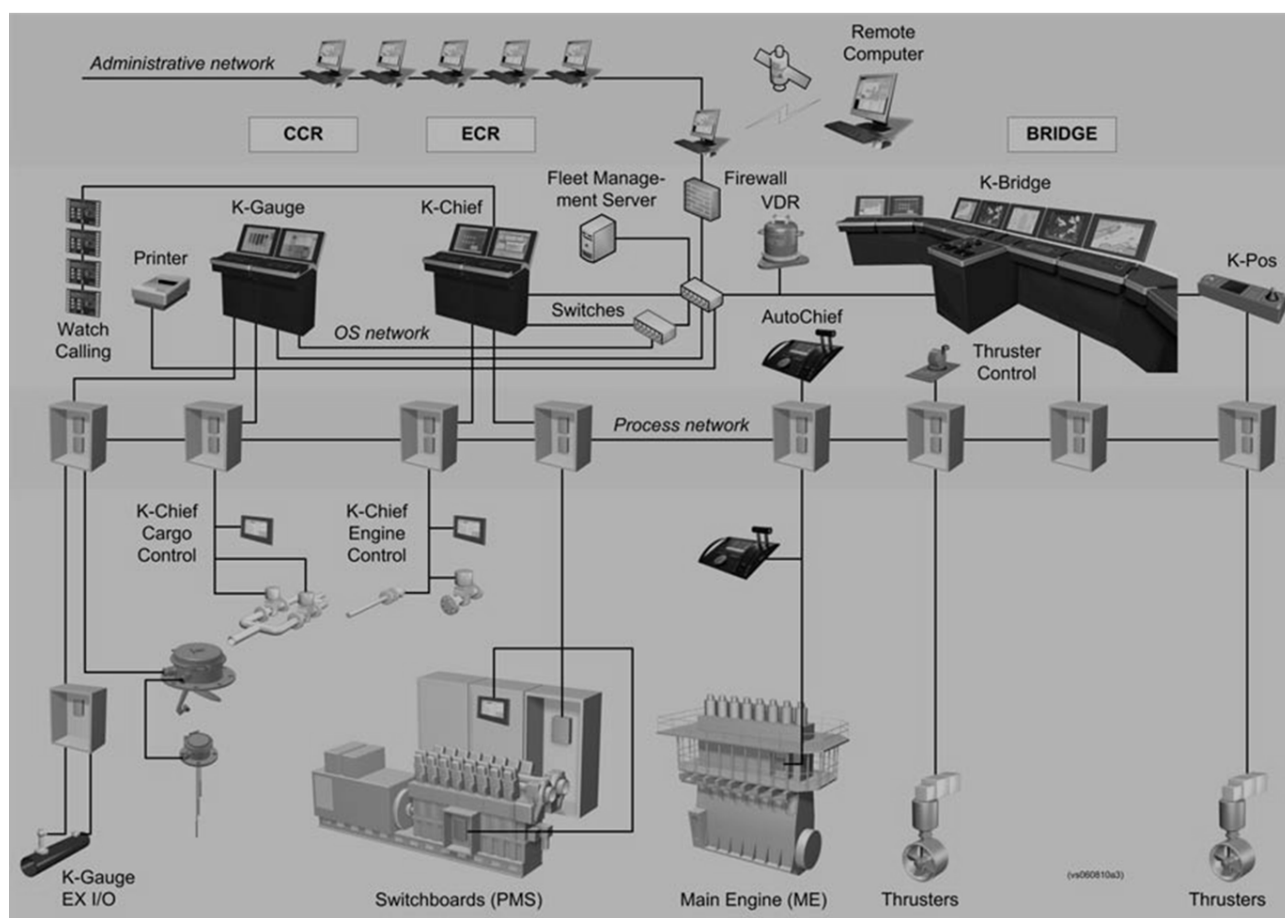 Administrative network
Remote
Computer
CCR
ECR
BRIDGE
Fleet Manage-
ment Server
Firewall
VDR
K-Bridge
K-Gauge
K-Chief
Printer
K-Pos
Watch
Calling
OS network
Switches
AutoChief
Thruster
Control
Process network
K-Chief
Cargo
Control
K-Chief
Engine
Control
K-Gauge
EX I/O
Switchboards (PMS)
Main Engine (ME)
Thrusters
(vs060810a3)
Thrusters